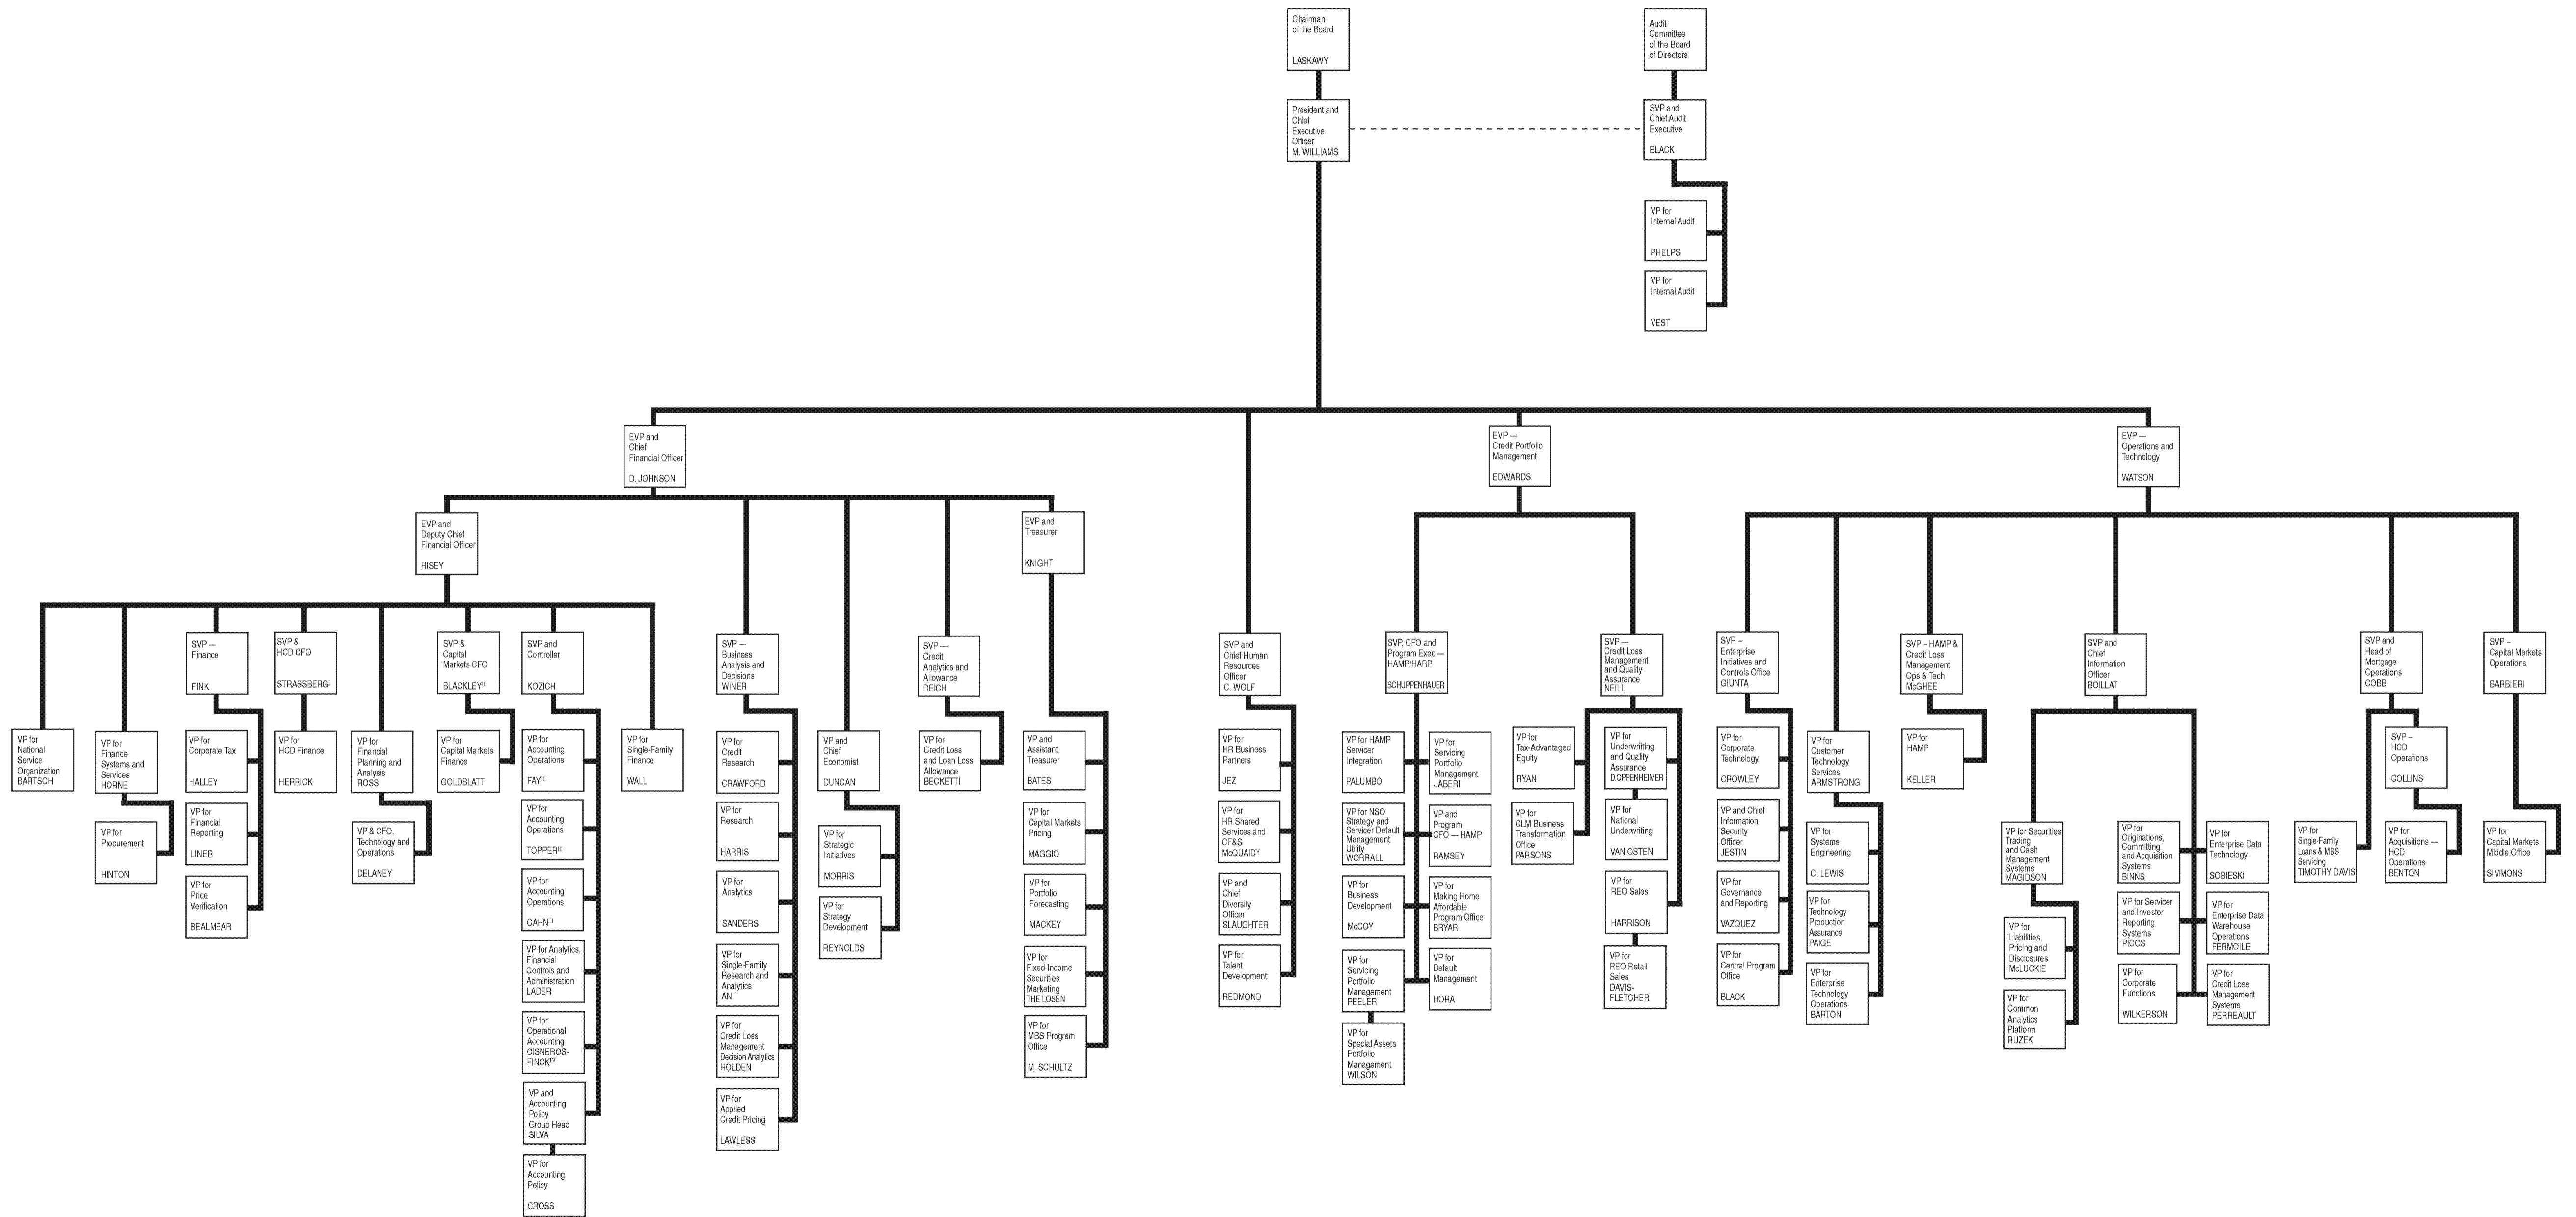 Chairman
of the Board
LASKAWY
Audit
Committee
of the Board
of Directors
President and
Chief
Executive
Officer
M. WILLIAMS
SVP and
Chief Audit
Executive
BLACK
VP for
Internal Audit
PHELPS
VP for
Internal Audit
VEST
EVP and
Chief
Financial Officer
D. JOHNSON
EVP —
Credit Portfolio
Management
EDWARDS
EVP —
Operations and
Technology
WATSON
EVP and
Deputy Chief
Financial Officer
HISEY
EVP and
Treasurer
KNIGHT
SVP —
Finance
FINK
SVP &
HCD CFO
STRASSBERG
SVP &
Capital
Markets CFO
BLACKLEY
SVP and
Controller
KOZICH
SVP —
Business
Analysis and
Decisions
WINER
SVP —
Credit
Analytics and
Allowance
DEICH
SVP and
Chief Human
Resources
Officer
C. WOLF
SVP, CFO and
Program Exec —
HAMP/HARP
SCHUPPENHAUER
SVP —
Credit Loss
Management
and Quality
Assurance
NEILL
SVP –
Enterprise
Initiatives and
Controls Office
GIUNTA
SVP – HAMP &
Credit Loss
Management
Ops & Tech
McGHEE
SVP and
Chief
Information
Officer
BOILLAT
SVP and
Head of
Mortgage
Operations
COBB
SVP –
Capital Markets
Operations
BARBIERI
VP for
National
Service
Organization
BARTSCH
VP for
Finance
Systems and
Services
HORNE
VP for
Procurement
HINTON
VP for
Corporate Tax
HALLEY
VP for
Financial
Reporting
LINER
VP for
Price
Verification
BEALMEAR
VP for
HCD Finance
HERRICK
VP for
Financial
Planning and
Analysis
ROSS
VP & CFO,
Technology and
Operations
DELANEY
VP for
Capital Markets
Finance
GOLDBLATT
VP for
Accounting
Operations
FAY
VP for
Accounting
Operations
TOPPER
VP for
Accounting
Operations
CAHN
VP for Analytics,
Financial
Controls and
Administration
LADER
VP for
Operational
Accounting
CISNEROS-
FINCK
VP and
Accounting
Policy
Group Head
SILVA
VP for
Accounting
Policy
CROSS
VP for
Single-Family
Finance
WALL
VP for
Credit
Research
CRAWFORD
VP for
Research
HARRIS
VP for
Analytics
SANDERS
VP for
Single-Family
Research and
Analytics
AN
VP for
Credit Loss
Management
Decision Analytics
HOLDEN
VP for
Applied
Credit Pricing
LAWLESS
VP and
Chief
Economist
DUNCAN
VP for
Strategic
Initiatives
MORRIS
VP for
Strategy
Development
REYNOLDS
VP for
Credit Loss
and Loan Loss
Allowance
BECKETTI
VP and
Assistant
Treasurer
BATES
VP for
Capital Markets
Pricing
MAGGIO
VP for
Portfolio
Forecasting
MACKEY
VP for
Fixed-Income
Securities
Marketing
THE LOSEN
VP for
MBS Program
Office
M. SCHULTZ
VP for
HR Business
Partners
JEZ
VP for
HR Shared
Services and
CF&S
McQUAID
VP and
Chief
Diversity
Officer
SLAUGHTER
VP for
Talent
Development
REDMOND
VP for HAMP
Servicer
Integration
PALUMBO
VP for NSO
Strategy and
Servicer Default
Management
Utility
WORRALL
VP for
Business
Development
McCOY
VP for
Servicing
Portfolio
Management
PEELER
VP for
Special Assets
Portfolio
Management
WILSON
VP for
Servicing
Portfolio
Management
JABERI
VP and
Program
CFO — HAMP
RAMSEY
VP for
Making Home
Affordable
Program Office
BRYAR
VP for
Default
Management
HORA
VP for
Tax-Advantaged
Equity
RYAN
VP for
CLM Business
Transformation
Office
PARSONS
VP for
Underwriting
and Quality
Assurance
D.OPPENHEIMER
VP for
National
Underwriting
VAN OSTEN
VP for
REO Sales
HARRISON
VP for
REO Retail
Sales
DAVIS-
FLETCHER
VP for
Corporate
Technology
CROWLEY
VP and Chief
Information
Security
Officer
JESTIN
VP for
Governance
and Reporting
VAZQUEZ
VP for
Central Program
Office
BLACK
VP for
Customer
Technology
Services
ARMSTRONG
VP for
Systems
Engineering
C. LEWIS
VP for
Technology
Production
Assurance
PAIGE
VP for
Enterprise
Technology
Operations
BARTON
VP for
HAMP
KELLER
VP for Securities
Trading
and Cash
Management
Systems
MAGIDSON
VP for
Liabilities,
Pricing and
Disclosures
McLUCKIE
VP for
Common
Analytics
Platform
RUZEK
VP for
Originations,
Committing,
and Acquisition
Systems
BINNS
VP for Servicer
and Investor
Reporting
Systems
PICOS
VP for
Corporate
Functions
WILKERSON
VP for
Enterprise Data
Technology
SOBIESKI
VP for
Enterprise Data
Warehouse
Operations
FERMOILE
VP for
Credit Loss
Management
Systems
PERREAULT
VP for
Single-Family
Loans & MBS
Servicing
TIMOTHY DAVIS
SVP –
HCD
Operations
COLLINS
VP for
Acquisitions —
HCD
Operations
BENTON
VP for
Capital Markets
Middle Office
SIMMONS